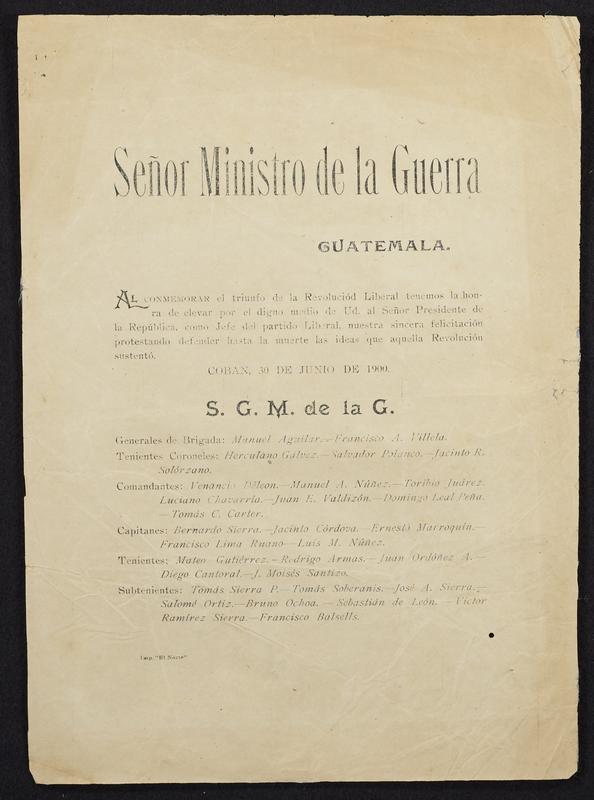 Señor Ministro de la Guerra
GUATEMALA.
AL CONMEMORAR el triunfo de la Revoluciód Liberal tenemos la hon-
ra de elevar por el digno medio de Ud. al Señor Presidente de
la República, como Jefe del partido Liberal, nuestra sincera felicitación
protestando defender hasta la muerte las ideas que aquella Revolución
sustentó.
COBAN, 30 DE JUNIO DE 1900.
S. G. M. de la G.
Generales de Brigada: Manuel Aguilar.—Francisco A. Villela.
Tenientes Coroneles: Herculano Gálvez.—Salvador Polanco.—Jacinto R.
Solórzano.
Comandantes: Venancio Dileon.—Manuel A. Núñez.—Toribio Juárez.
Luciano Chavarría.—Juan E. Valdizón.—Domingo Leal Peña.
—Tomás C. Carter.
Capitanes: Bernardo Sierra.—Jacinto Córdova.—Ernesto Marroquín.—
Francisco Lima Ruano—Luis M. Núñez.
Tenientes: Mateo Gutiérrez.—Rodrigo Armas.—Juan Ordóñez A.—
Diego Cantoral.—J. Moisés Santizo.
Subtenientes: Tomás Sierra P.—Tomás Soberanis.—José A. Sierra.—
Salomé Ortíz.—Bruno Ochoa.—Sebastián de León.—Víctor
Ramírez Sierra.—Francisco Balsells.
Imp. "El Norte"